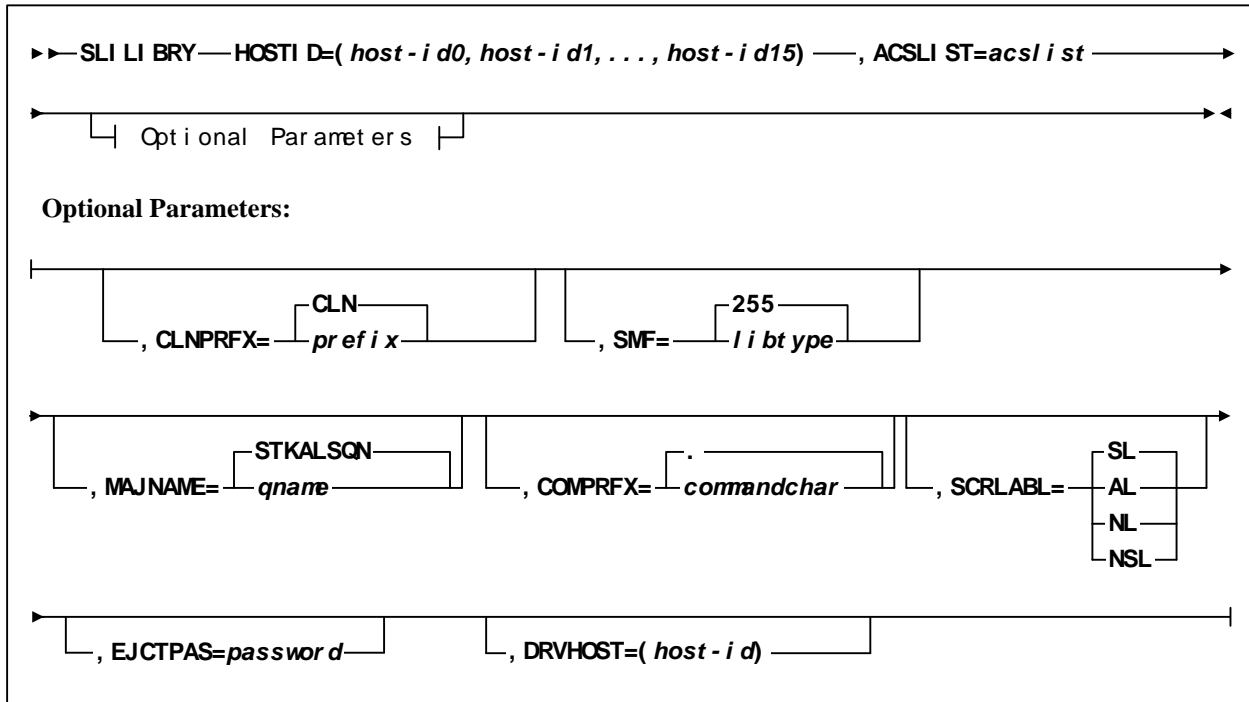 SLILIBRY HOSTID=(host-id0,host-id1,...,host-id15) ,ACSLIST=acslist
Optional Parameters
Optional Parameters:
CLN 255
,CLNPRFX= prefix ,SMF= libtype
STKALSQN . SL
,MAJNAME= qname ,COMPRFX= commandchar ,SCRLABL= AL
NL
NSL
,EJCTPAS=password ,DRVHOST=(host-id)